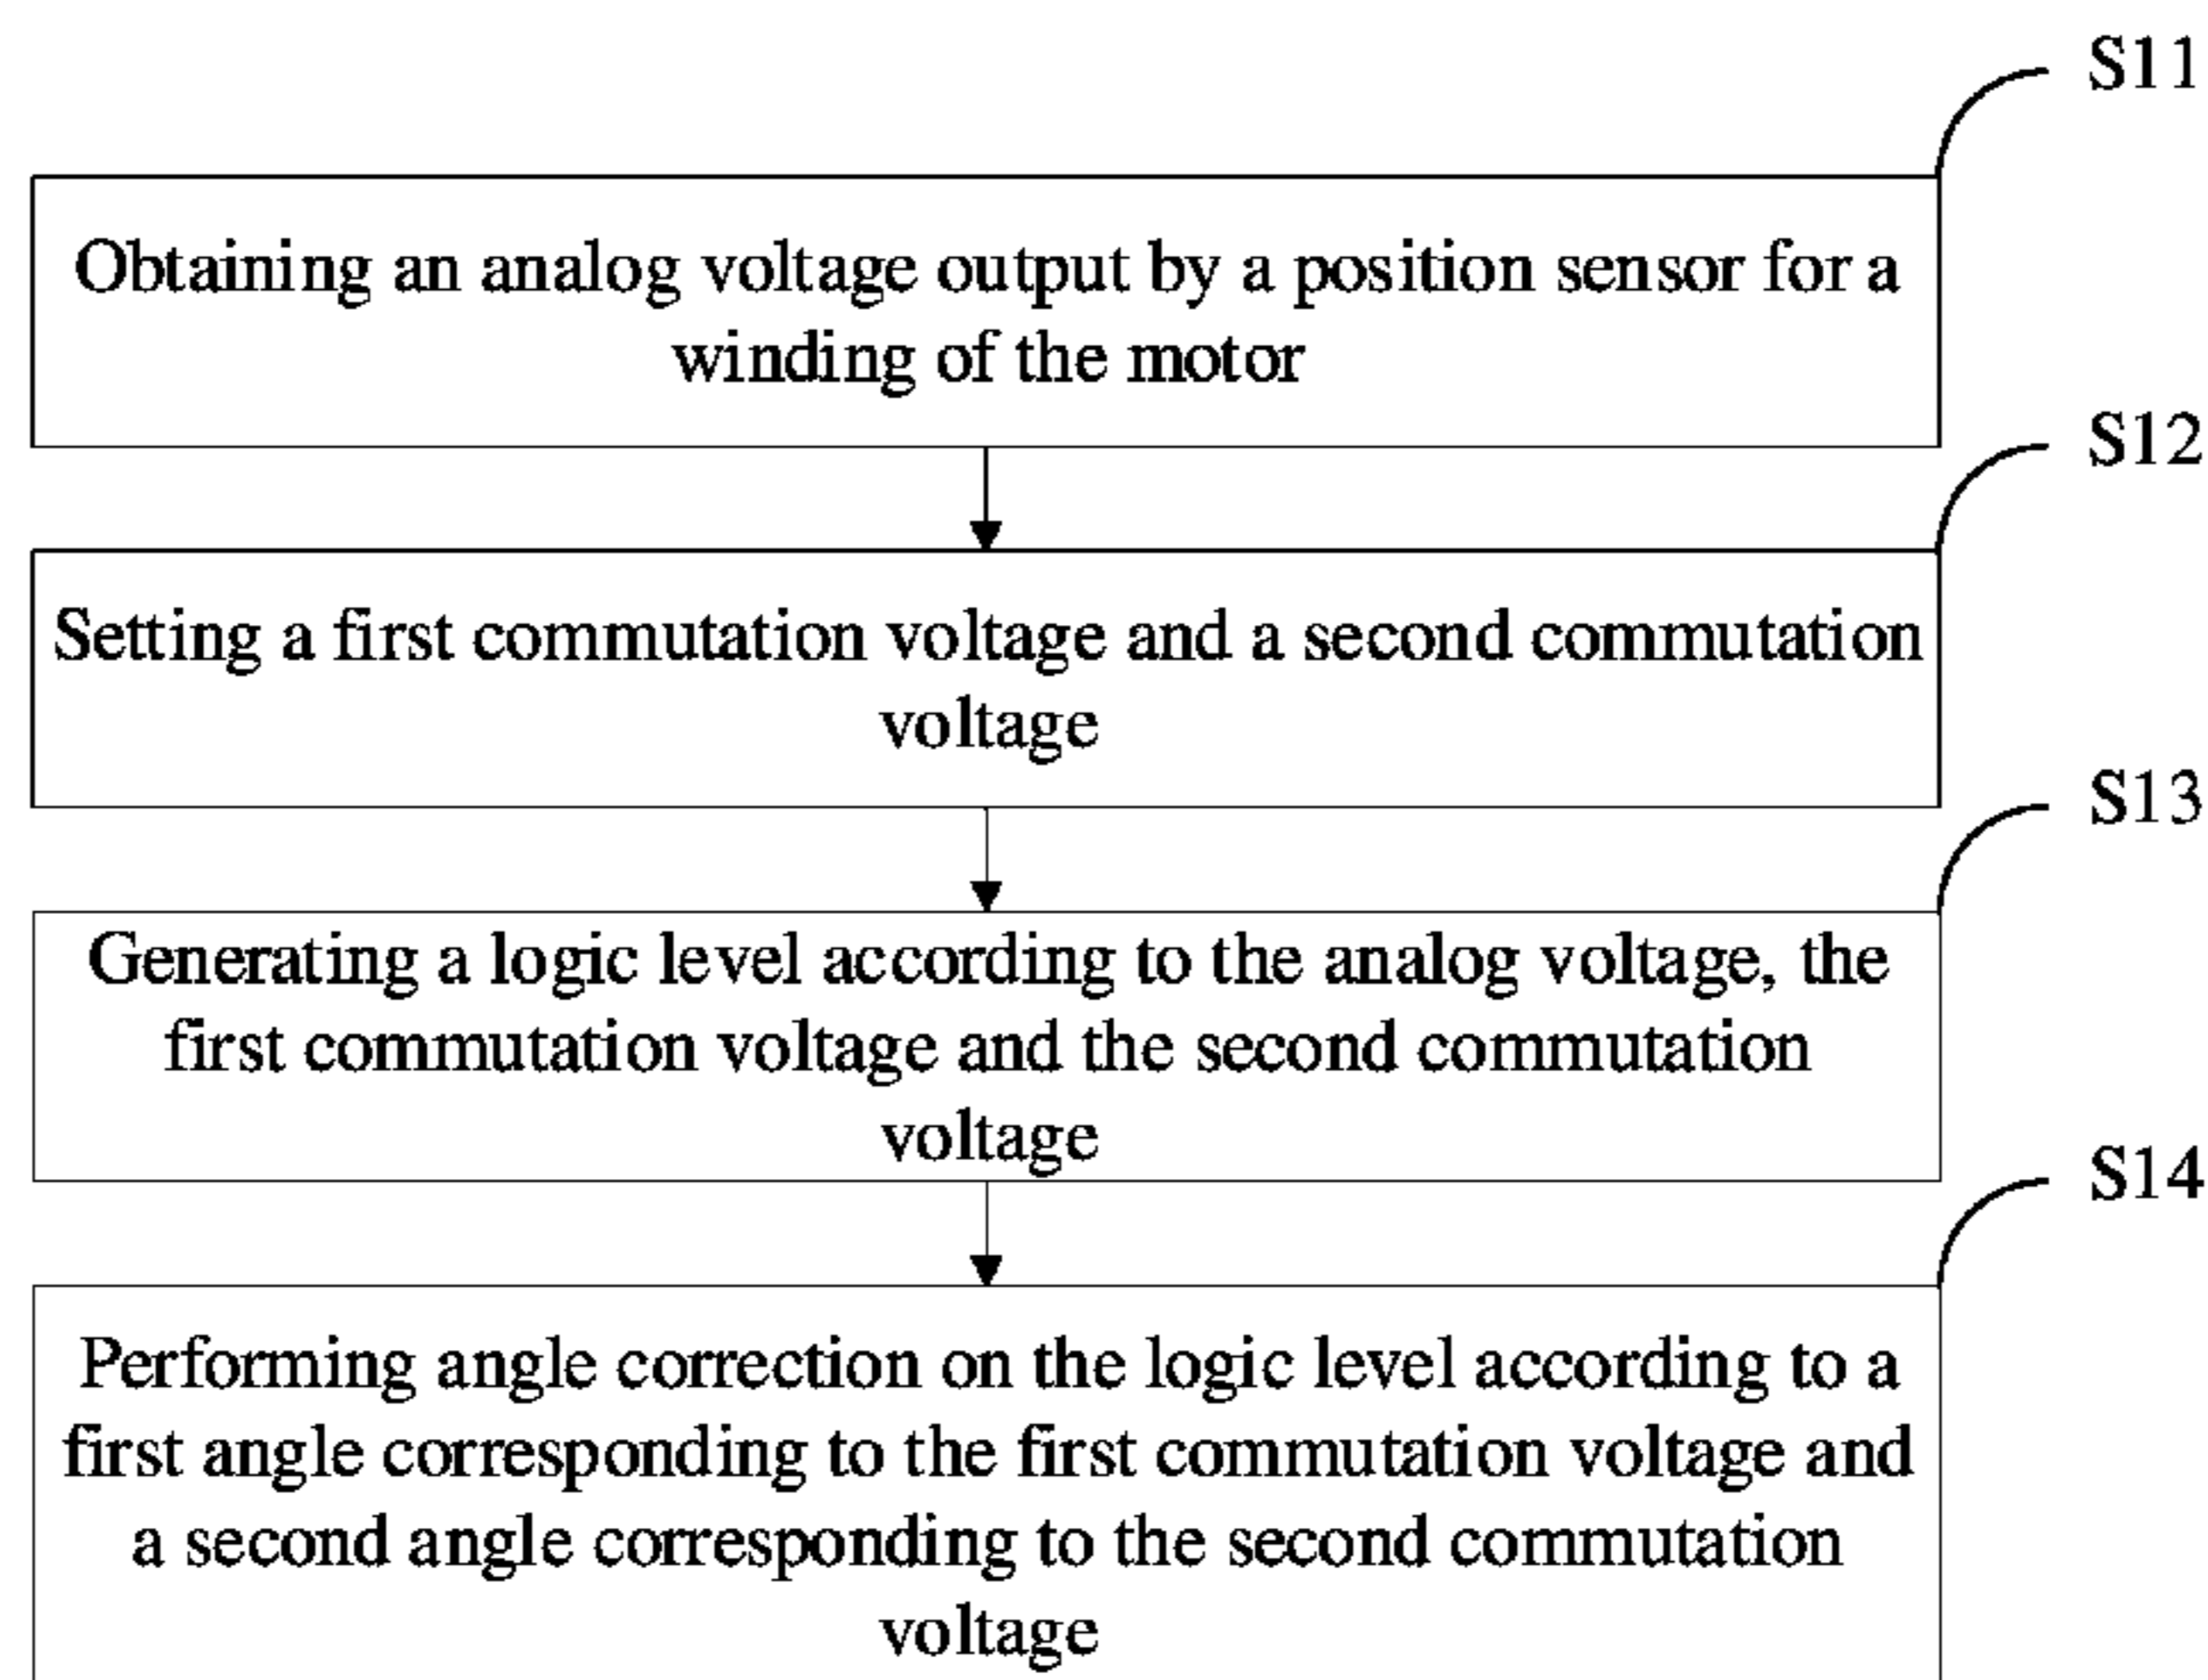 S11
Obtaining an analog voltage output by a position sensor for a
winding of the motor
S12
Setting a first commutation voltage and a second commutation
voltage
S13
Generating a logic level according to the analog voltage, the
first commutation voltage and the second commutation
voltage
S14
Performing angle correction on the logic level according to a
first angle corresponding to the first commutation voltage and
a second angle corresponding to the second commutation
voltage